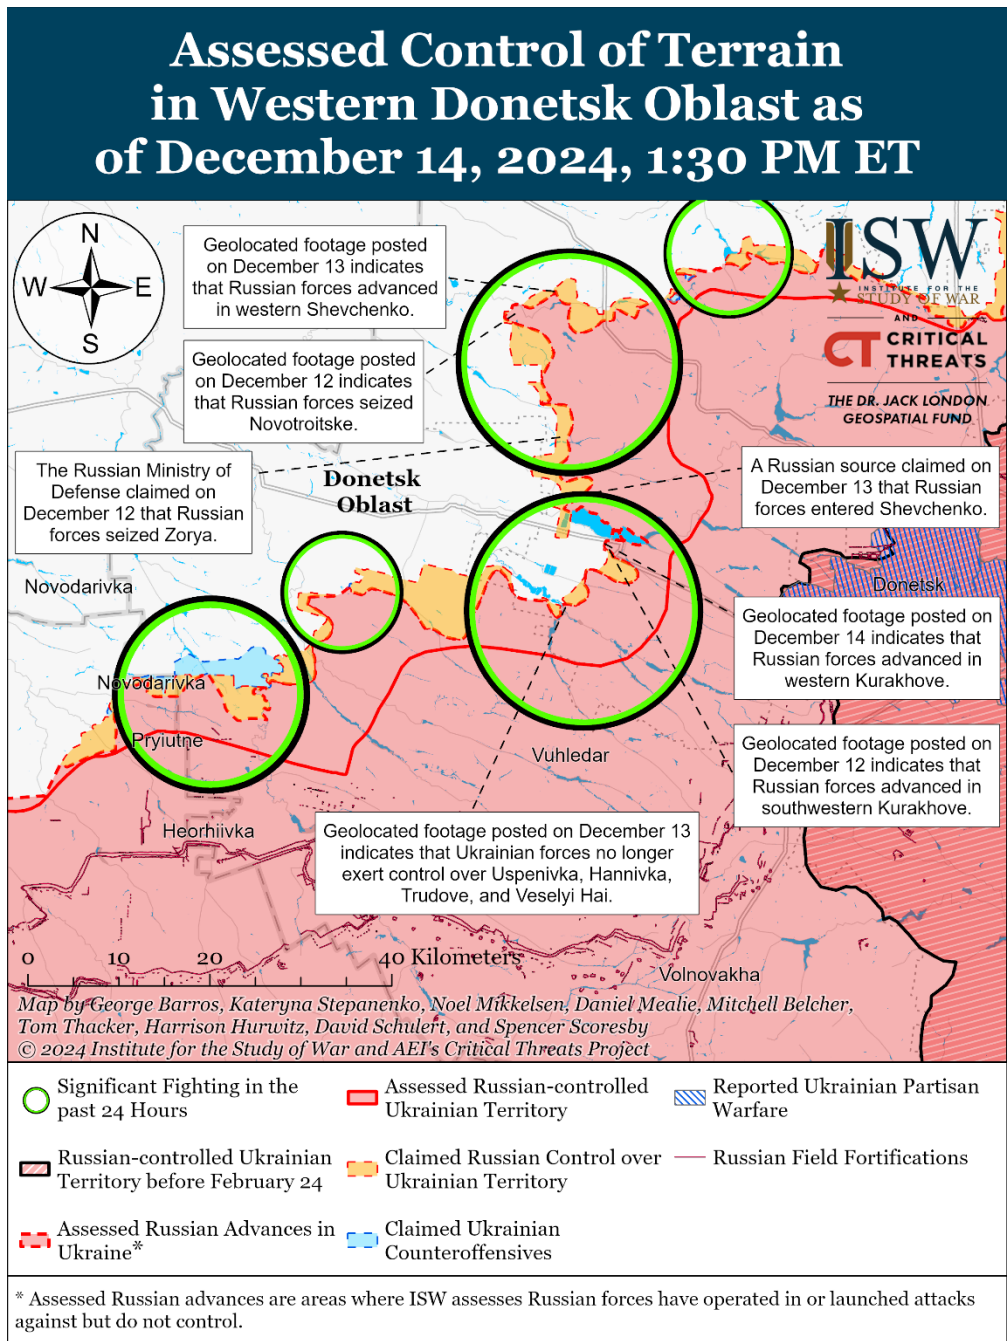 Assessed Control of Terrain
in Western Donetsk Oblast as
of December 14, 2024, 1:30 PM ET
N
W
E
S
Geolocated footage posted
on December 13 indicates
that Russian forces advanced
in western Shevchenko.
ISW
INSTITUTE FOR THE
STUDY OF WAR
AND
CT CRITICAL
THREATS
THE DR. JACK LONDON
GEOSPATIAL FUND
Geolocated footage posted
on December 12 indicates
that Russian forces seized
Novotroitske.
The Russian Ministry of
Defense claimed on
December 12 that Russian
forces seized Zorya.
Donetsk
Oblast
A Russian source claimed on
December 13 that Russian
forces entered Shevchenko.
Novodarivka
Donetsk
Geolocated footage posted
on December 14 indicates
that Russian forces advanced in
western Kurakhove.
Novodarivka
Pryiutne
Vuhledar
Geolocated footage posted on
December 12 indicates that
Russian forces advanced in
southwestern Kurakhove.
Heorhiivka
Geolocated footage posted on December 13
indicates that Ukrainian forces no longer
exert control over Uspenivka, Hannivka,
Trudove, and Veselyi Hai.
0 10 20 40 Kilometers
Volnovakha
Map by George Barros, Kateryna Stepanenko, Noel Mikkelsen, Daniel Mealie, Mitchell Belcher,
Tom Thacker, Harrison Hurwitz, David Schulert, and Spencer Scoresby
© 2024 Institute for the Study of War and AEI's Critical Threats Project
Significant Fighting in the
past 24 Hours
Assessed Russian-controlled
Ukrainian Territory
Reported Ukrainian Partisan
Warfare
Russian-controlled Ukrainian
Territory before February 24
Claimed Russian Control over
Ukrainian Territory
Russian Field Fortifications
Assessed Russian Advances in
Ukraine*
Claimed Ukrainian
Counteroffensives
* Assessed Russian advances are areas where ISW assesses Russian forces have operated in or launched attacks
against but do not control.